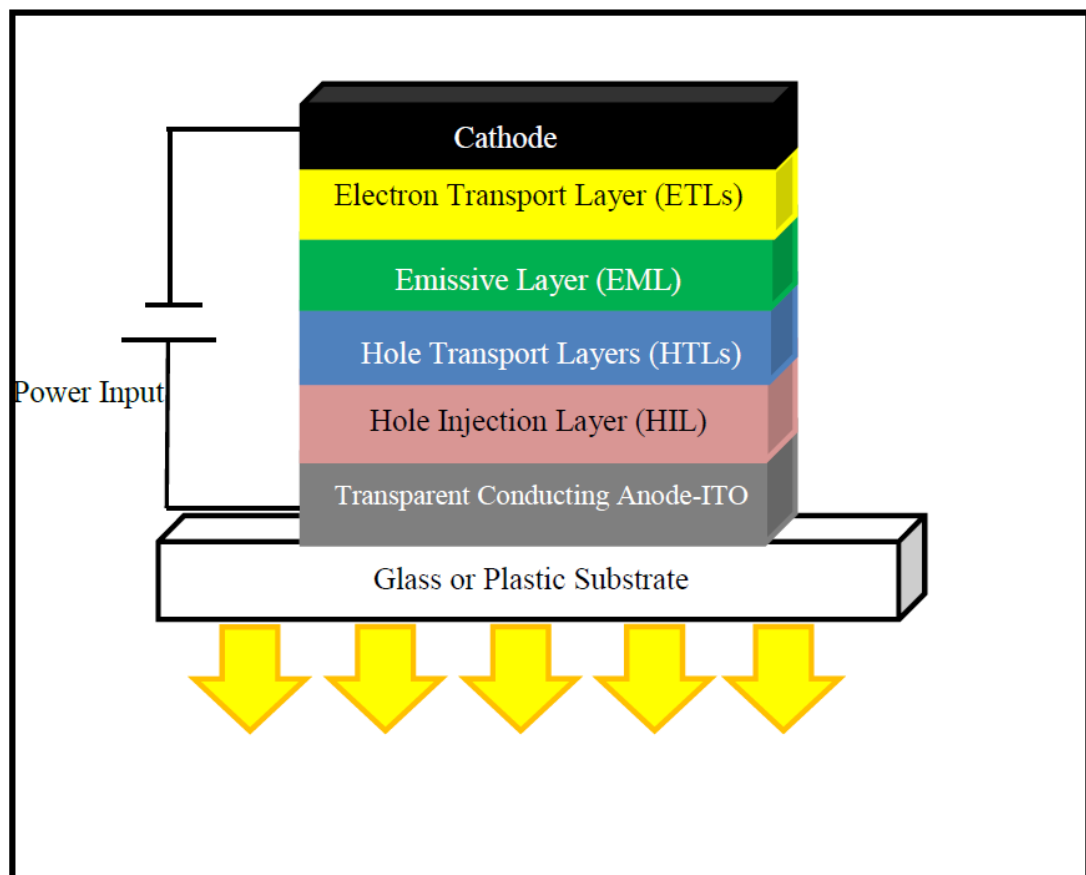 Cathode
Electron Transport Layer (ETLs)
Emissive Layer (EML)
Hole Transport Layers (HTLs)
Power Input
Hole Injection Layer (HIL)
Transparent Conducting Anode-ITO
Glass or Plastic Substrate